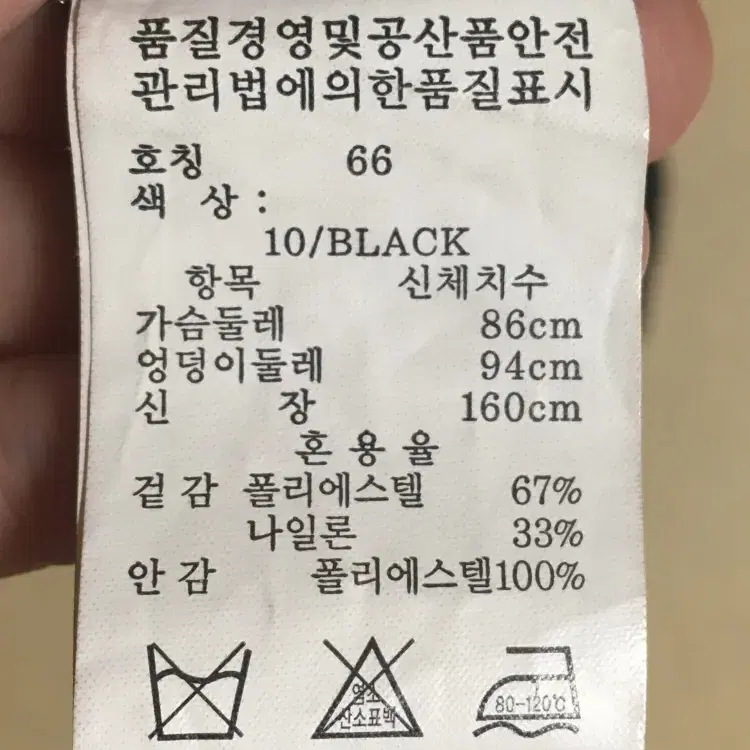 품질경영및공산품안전
관리법에의한품질표시
호칭 66
색 상 :
10/BLACK
항목 신체치수
가슴둘레 86cm
엉덩이둘레 94cm
신 장 160cm
혼 용 율
겉 감 폴리에스텔 67%
나일론 33%
안 감 폴리에스텔100%
염소
산소표백
80-120℃